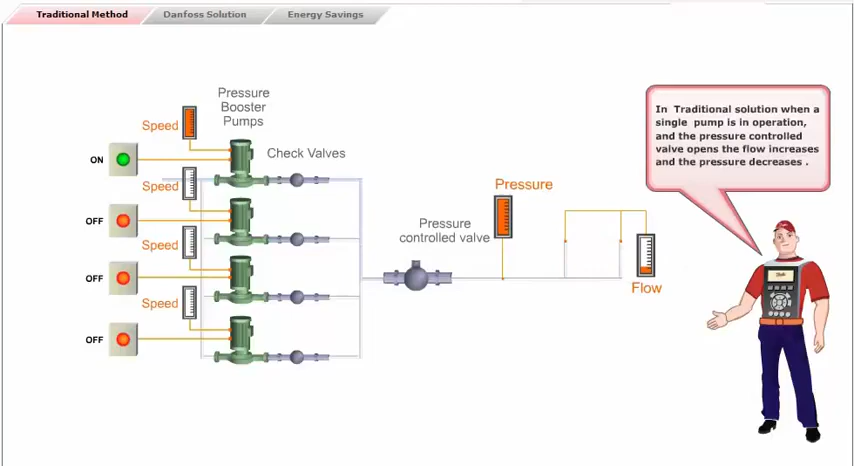 Traditional Method
Danfoss Solution
Energy Savings
Pressure
Booster
Pumps
Speed
Check Valves
ON
Speed
OFF
Speed
OFF
Speed
OFF
Pressure
controlled valve
Pressure
Flow
In Traditional solution when a
single pump is in operation,
and the pressure controlled
valve opens the flow increases
and the pressure decreases .